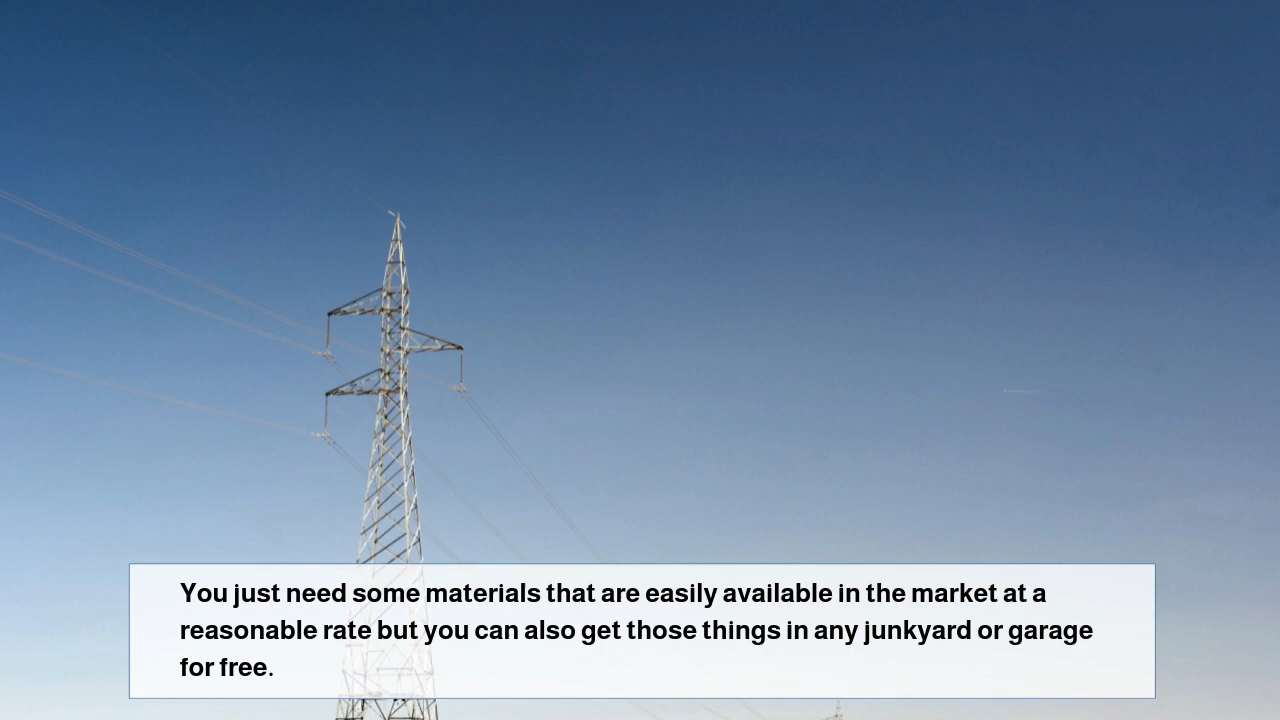 You just need some materials that are easily available in the market at a
reasonable rate but you can also get those things in any junkyard or garage
for free.